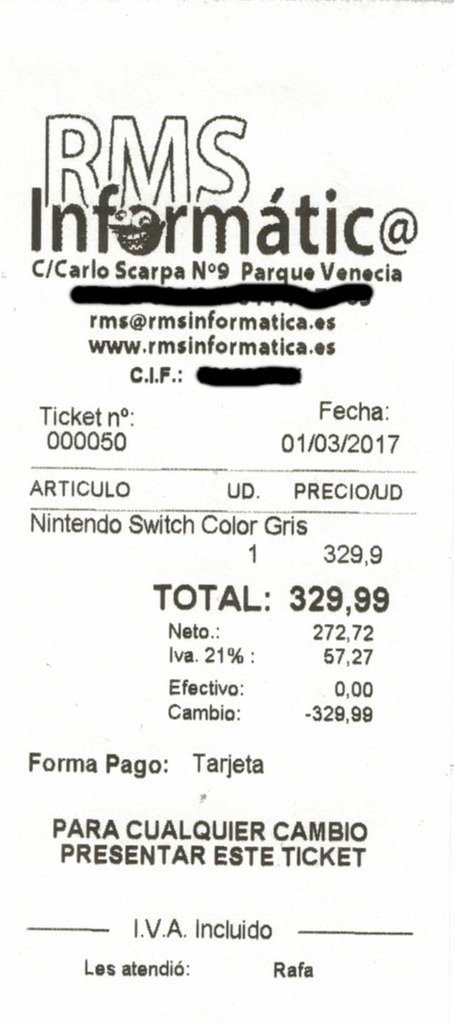 RMS
Informátic@
C/Carlo Scarpa Nº9 Parque Venecia
rms@rmsinformatica.es
www.rmsinformatica.es
C.I.F.:
Ticket nº: Fecha:
000050 01/03/2017
ARTICULO UD. PRECIO/UD
Nintendo Switch Color Gris
1 329,9
TOTAL: 329,99
Neto.: 272,72
Iva. 21% : 57,27
Efectivo: 0,00
Cambio: -329,99
Forma Pago: Tarjeta
PARA CUALQUIER CAMBIO
PRESENTAR ESTE TICKET
I.V.A. Incluido
Les atendió: Rafa